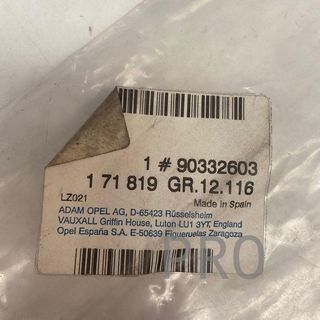 1 # 90332603
1 71 819 GR.12.116
LZ021
Made in Spain
ADAM OPEL AG, D-65423 Rüsselsheim
VAUXALL Griffin House, Luton LU1 3YT, England
Opel España S.A. E-50639 Figueruelas Zaragoza
PRO